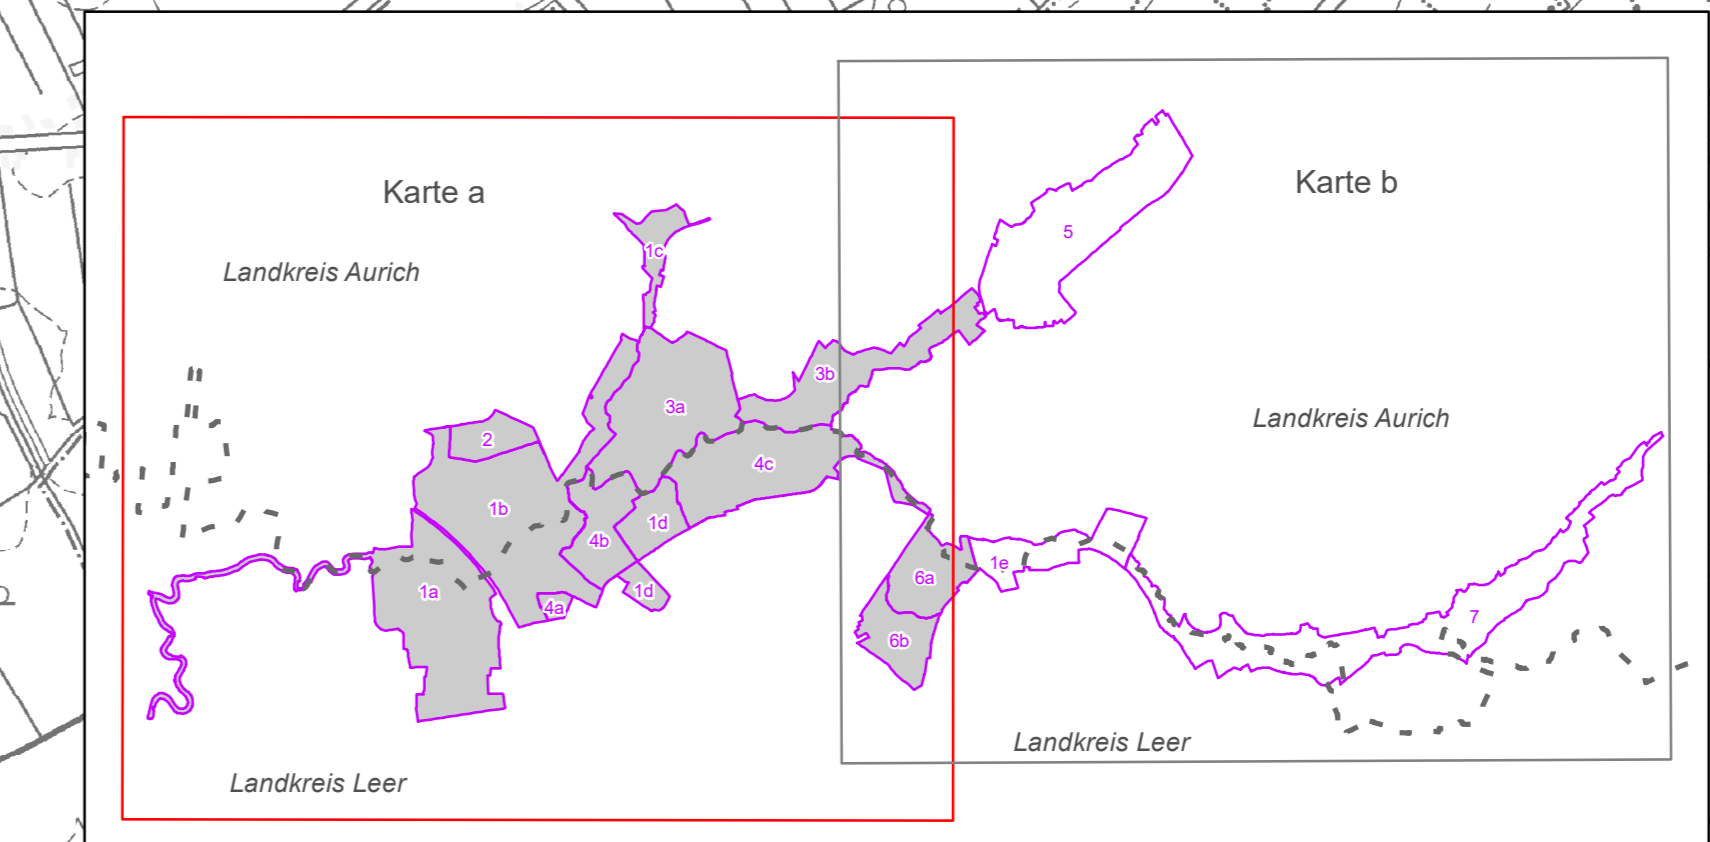 Karte a
Karte b
Landkreis Aurich
1c
5
3b
3a
Landkreis Aurich
2
4c
1b
1d
4b
1e
6a
1a
1d
4a
7
6b
Landkreis Leer
Landkreis Leer